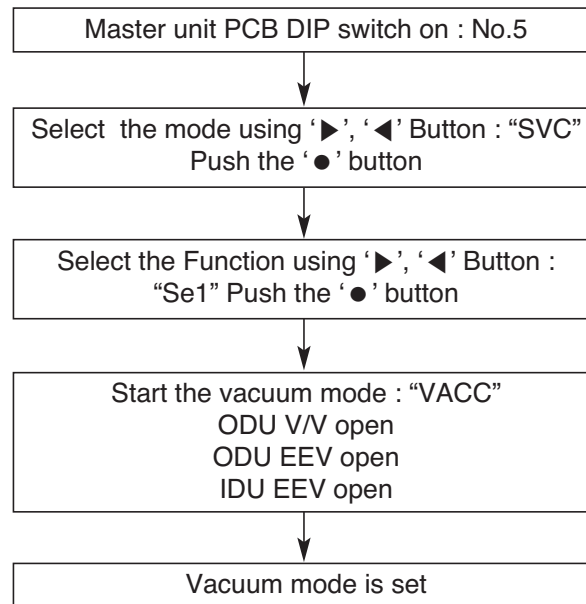 Master unit PCB DIP switch on : No.5
Select the mode using ‘▶’, ‘◀’ Button : “SVC”
Push the ‘●’ button
Select the Function using ‘▶’, ‘◀’ Button :
“Se1” Push the ‘●’ button
Start the vacuum mode : “VACC”
ODU V/V open
ODU EEV open
IDU EEV open
Vacuum mode is set